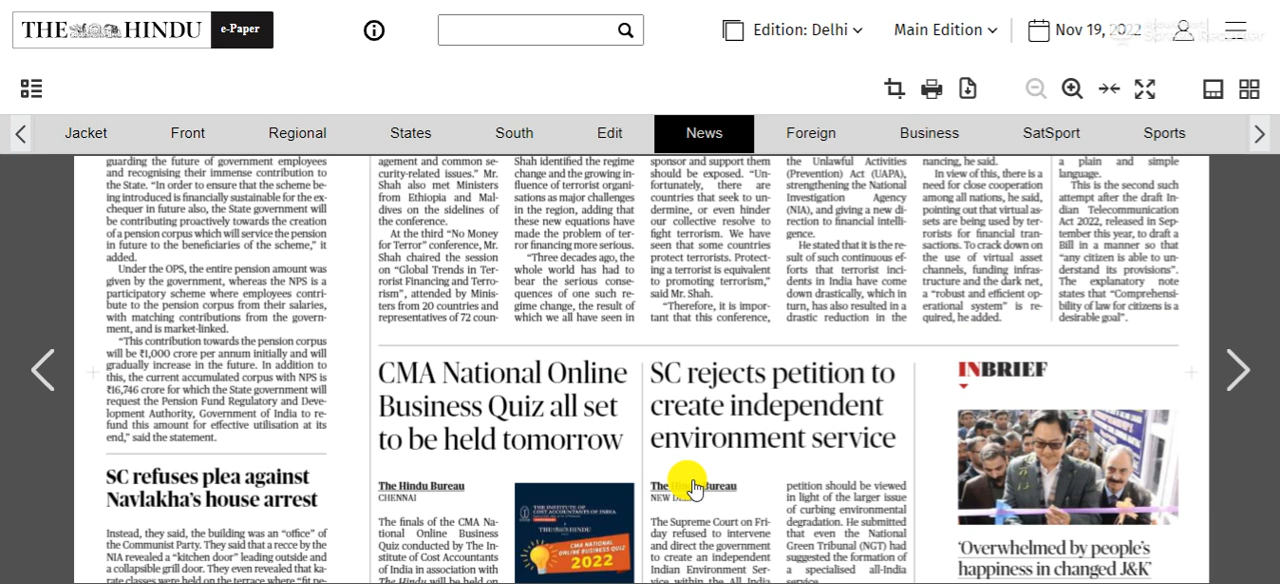 THE HINDU e-Paper
Edition: Delhi
Main Edition
Nov 19, 2022
Jacket Front Regional States South Edit News Foreign Business SatSport Sports
guarding the future of government employees
and recognising their immense contribution to
the State. “In order to ensure that the scheme be-
ing introduced is financially sustainable for the ex-
chequer in future also, the State government will
be contributing proactively towards the creation
of a pension corpus which will service the pension
in future to the beneficiaries of the scheme,” it
added.
Under the OPS, the entire pension amount was
given by the government, whereas the NPS is a
participatory scheme where employees contri-
bute to the pension corpus from their salaries,
with matching contributions from the govern-
ment, and is market-linked.
“This contribution towards the pension corpus
will be ₹1,000 crore per annum initially and will
gradually increase in the future. In addition to
this, the current accumulated corpus with NPS is
₹16,746 crore for which the State government will
request the Pension Fund Regulatory and Deve-
lopment Authority, Government of India to re-
fund this amount for effective utilisation at its
end,” said the statement.
SC refuses plea against
Navlakha’s house arrest
Instead, they said, the building was an “office” of
the Communist Party. They said that a recce by the
NIA revealed a “kitchen door” leading outside and
a collapsible grill door. They even revealed that ka-
rate classes were held on the terrace where “fit pe-
agement and common se-
curity-related issues.” Mr.
Shah also met Ministers
from Ethiopia and Mal-
dives on the sidelines of
the conference.
At the third “No Money
for Terror” conference, Mr.
Shah chaired the session
on “Global Trends in Ter-
rorist Financing and Terro-
rism”, attended by Minis-
ters from 20 countries and
representatives of 72 coun-
Shah identified the regime
change and the growing in-
fluence of terrorist organi-
sations as major challenges
in the region, adding that
these new equations have
made the problem of ter-
ror financing more serious.
“Three decades ago, the
whole world has had to
bear the serious conse-
quences of one such re-
gime change, the result of
which we all have seen in
sponsor and support them
should be exposed. “Un-
fortunately, there are
countries that seek to un-
dermine, or even hinder
our collective resolve to
fight terrorism. We have
seen that some countries
protect terrorists. Protect-
ing a terrorist is equivalent
to promoting terrorism,”
said Mr. Shah.
“Therefore, it is impor-
tant that this conference,
the Unlawful Activities
(Prevention) Act (UAPA),
strengthening the National
Investigation Agency
(NIA), and giving a new di-
rection to financial intelli-
gence.
He stated that it is the re-
sult of such continuous ef-
forts that terrorist inci-
dents in India have come
down drastically, which in
turn, has also resulted in a
drastic reduction in the
nancing, he said.
In view of this, there is a
need for close cooperation
among all nations, he said,
pointing out that virtual as-
sets are being used by ter-
rorists for financial tran-
sactions. To crack down on
the use of virtual asset
channels, funding infras-
tructure and the dark net,
a “robust and efficient op-
erational system” is re-
quired, he added.
a plain and simple
language.
This is the second such
attempt after the draft In-
dian Telecommunication
Act 2022, released in Sep-
tember this year, to draft a
Bill in a manner so that
“any citizen is able to un-
derstand its provisions”.
The explanatory note
states that “Comprehensi-
bility of law for citizens is a
desirable goal”.
CMA National Online
Business Quiz all set
to be held tomorrow
The Hindu Bureau
CHENNAI
The finals of the CMA Na-
tional Online Business
Quiz conducted by The In-
stitute of Cost Accountants
of India in association with
The Hindu will be held on
THE INSTITUTE OF
COST ACCOUNTANTS OF INDIA
THE HINDU
CMA NATIONAL
ONLINE BUSINESS QUIZ
2022
SC rejects petition to
create independent
environment service
The Hindu Bureau
NEW DELHI
The Supreme Court on Fri-
day refused to intervene
and direct the government
to create an independent
Indian Environment Ser-
vice within the All India
petition should be viewed
in light of the larger issue
of curbing environmental
degradation. He submitted
that even the National
Green Tribunal (NGT) had
suggested the formation of
a specialised all-India
service.
INBRIEF
‘Overwhelmed by people’s
happiness in changed J&K’